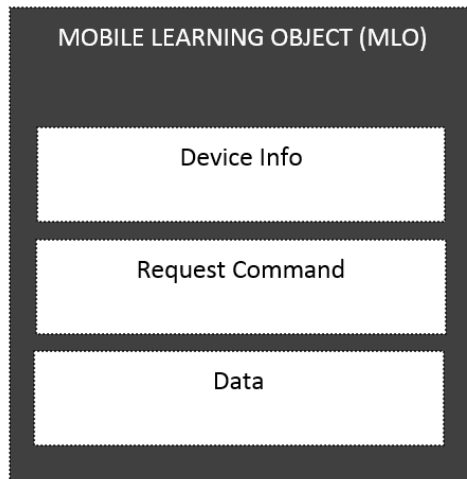 MOBILE LEARNING OBJECT (MLO)
Device Info
Request Command
Data